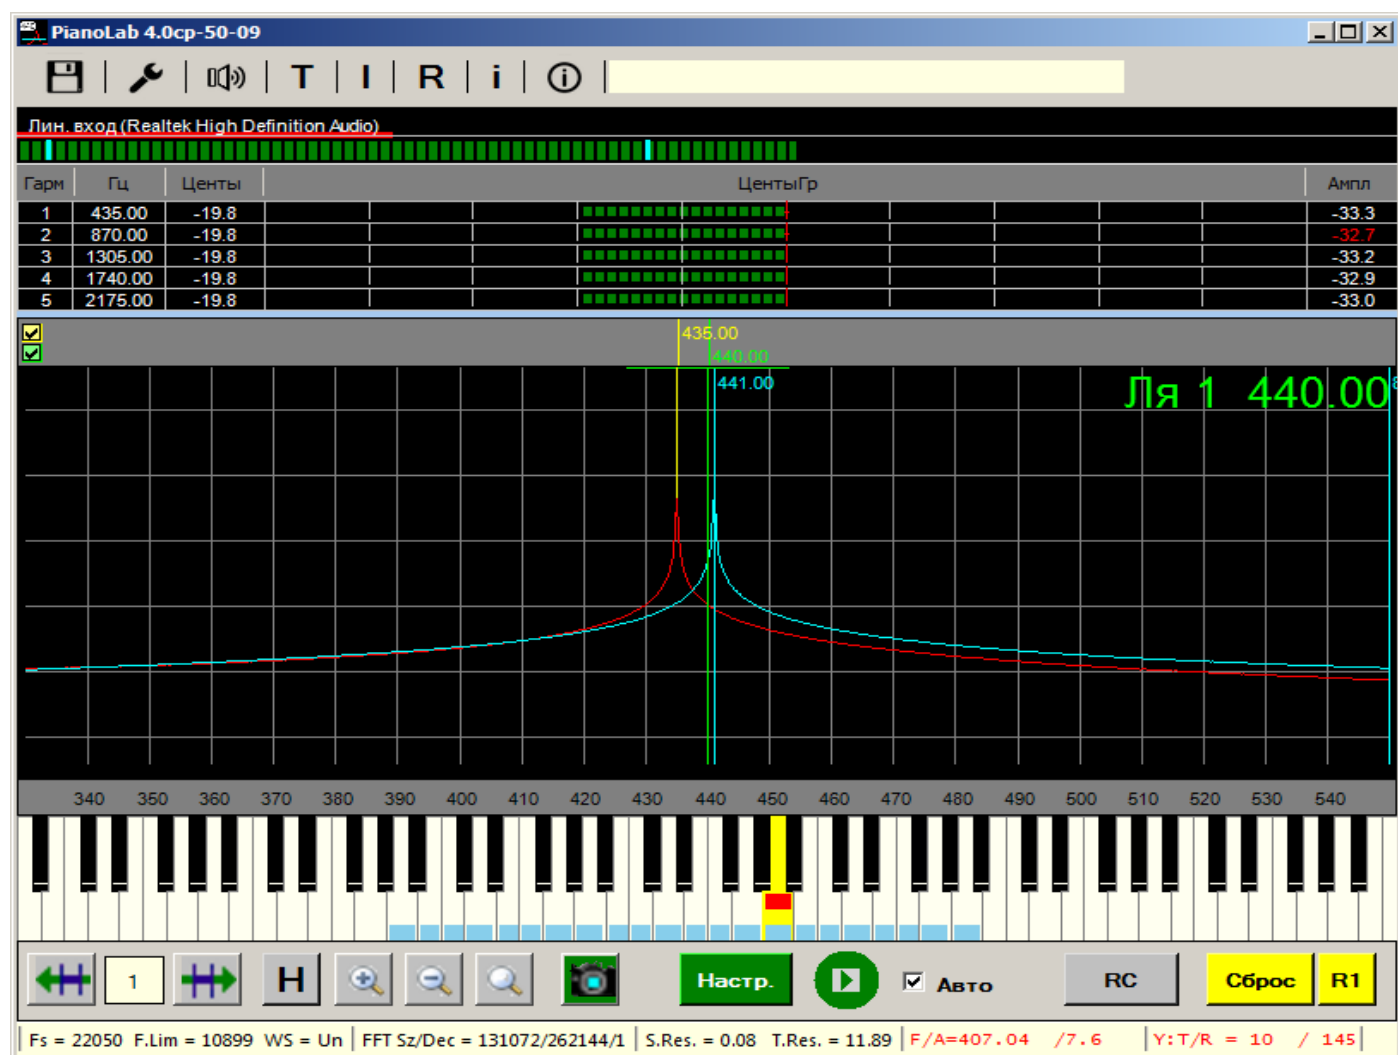 PianoLab 4.0cp-50-09
T I R i
Лин. вход (Realtek High Definition Audio)
Гарм Гц Центы ЦентыГр Ампл
1 435.00 -19.8 -33.3
2 870.00 -19.8 -32.7
3 1305.00 -19.8 -33.2
4 1740.00 -19.8 -32.9
5 2175.00 -19.8 -33.0
435.00
440.00
441.00 Ля 1 440.00
340 350 360 370 380 390 400 410 420 430 440 450 460 470 480 490 500 510 520 530 540
1 H Настр. Авто RC Сброс R1
Fs = 22050 F.Lim = 10899 WS = Un FFT Sz/Dec = 131072/262144/1 S.Res. = 0.08 T.Res. = 11.89 F/A=407.04 /7.6 Y:T/R = 10 / 145